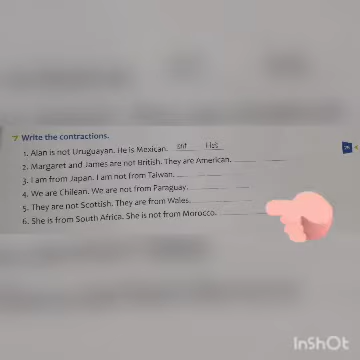 7 Write the contractions.
1. Alan is not Uruguayan. He is Mexican. isn't He's
2. Margaret and James are not British. They are American.
3. I am from Japan. I am not from Taiwan.
4. We are Chilean. We are not from Paraguay.
5. They are not Scottish. They are from Wales.
6. She is from South Africa. She is not from Morocco.
InShOt